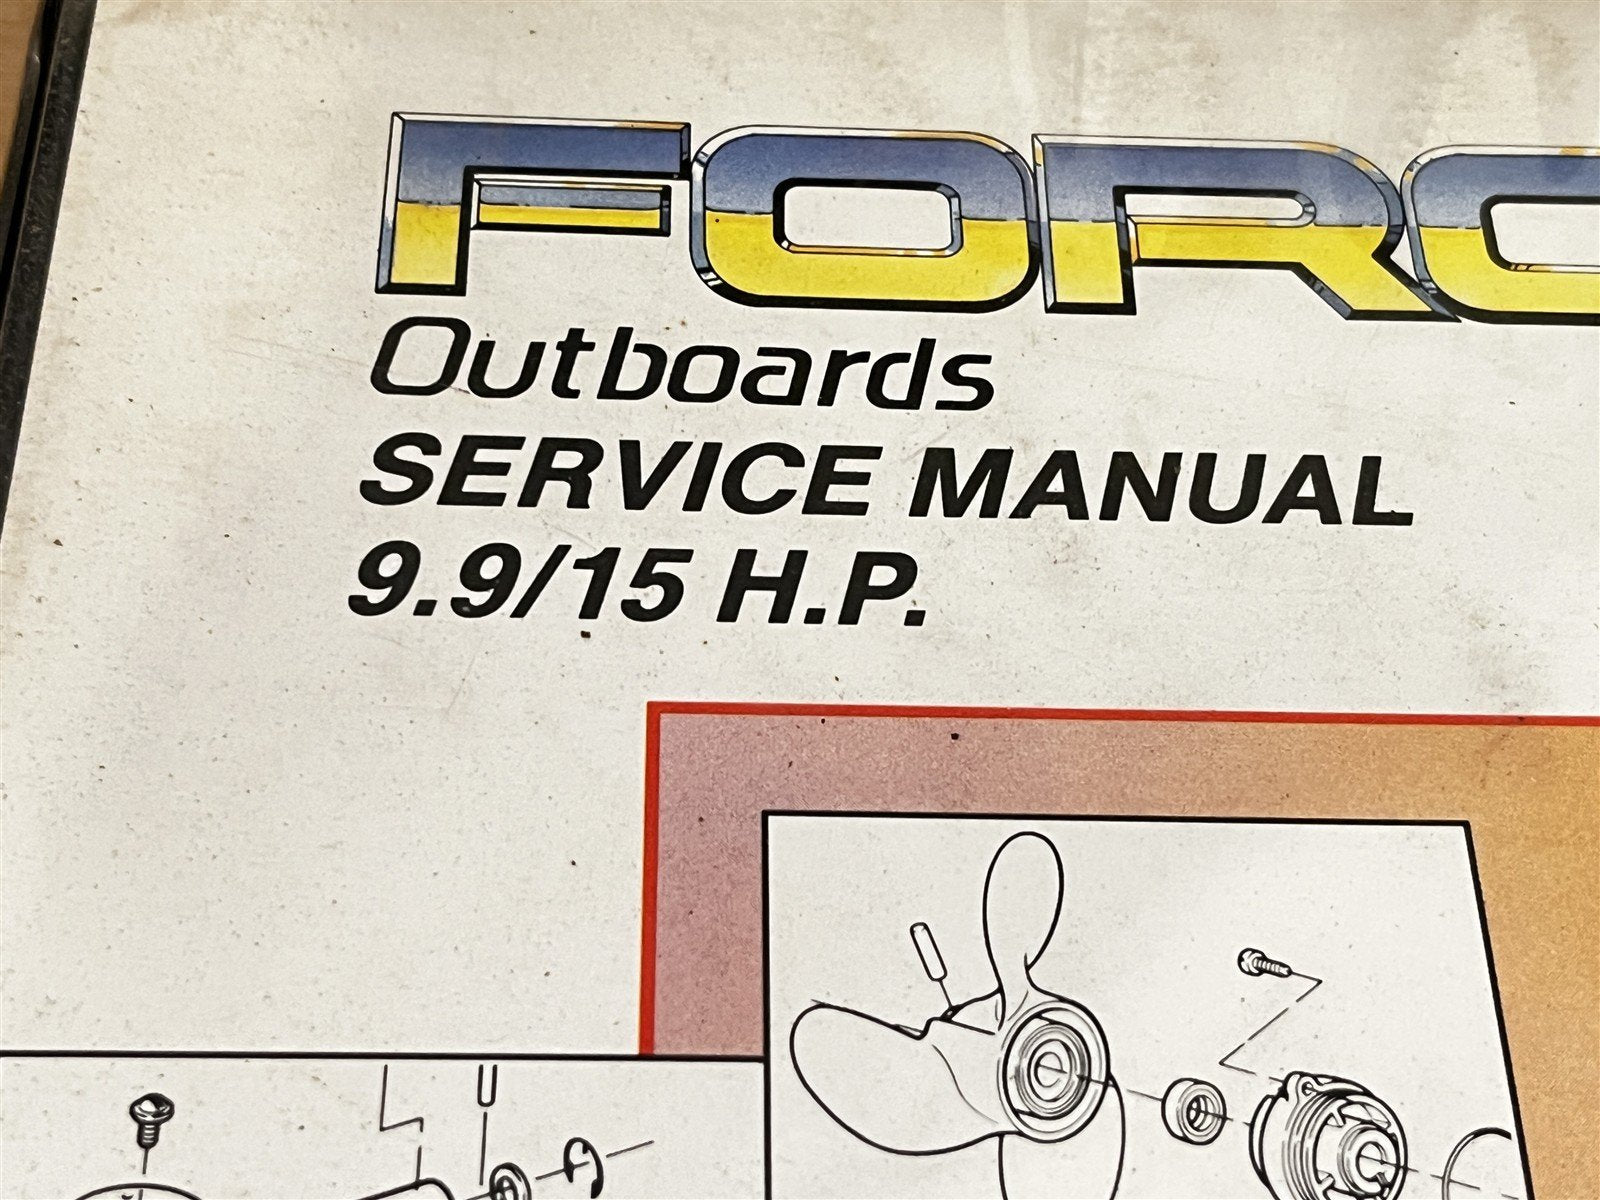 FORC
Outboards
SERVICE MANUAL
9.9/15 H.P.